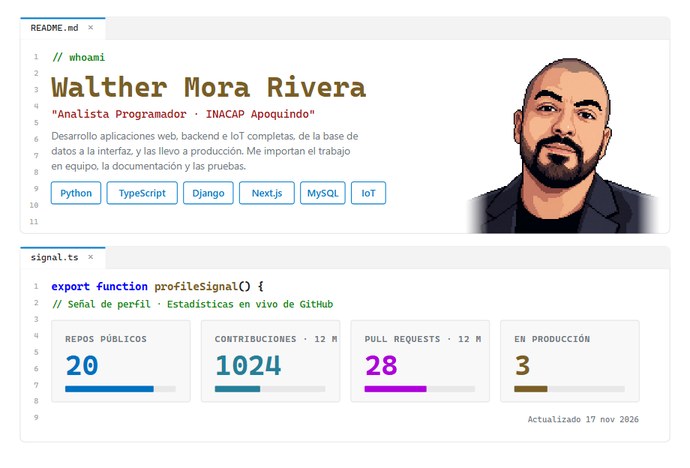 README.md ×
1 // whoami
2
3 Walther Mora Rivera
4
5 "Analista Programador · INACAP Apoquindo"
6 Desarrollo aplicaciones web, backend e IoT completas, de la base de
7 datos a la interfaz, y las llevo a producción. Me importan el trabajo
8 en equipo, la documentación y las pruebas.
9 Python TypeScript Django Next.js MySQL IoT
10
11
signal.ts ×
1 export function profileSignal() {
2 // Señal de perfil · Estadísticas en vivo de GitHub
3
4 REPOS PÚBLICOS CONTRIBUCIONES · 12 M PULL REQUESTS · 12 M EN PRODUCCIÓN
5
6 20 1024 28 3
7
8
9 Actualizado 17 nov 2026